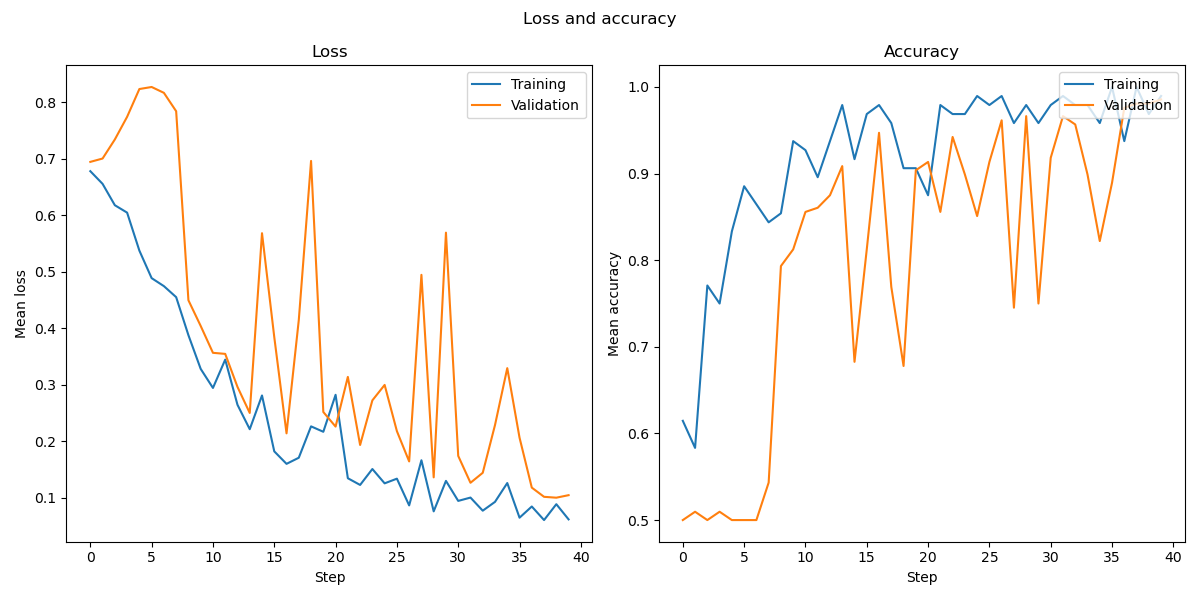 Loss and accuracy
Loss
Training
Validation
0.8
0.7
0.6
0.5
0.4
0.3
0.2
0.1
Mean loss
0 5 10 15 20 25 30 35 40
Step
Accuracy
Training
Validation
1.0
0.9
0.8
0.7
0.6
0.5
Mean accuracy
0 5 10 15 20 25 30 35 40
Step